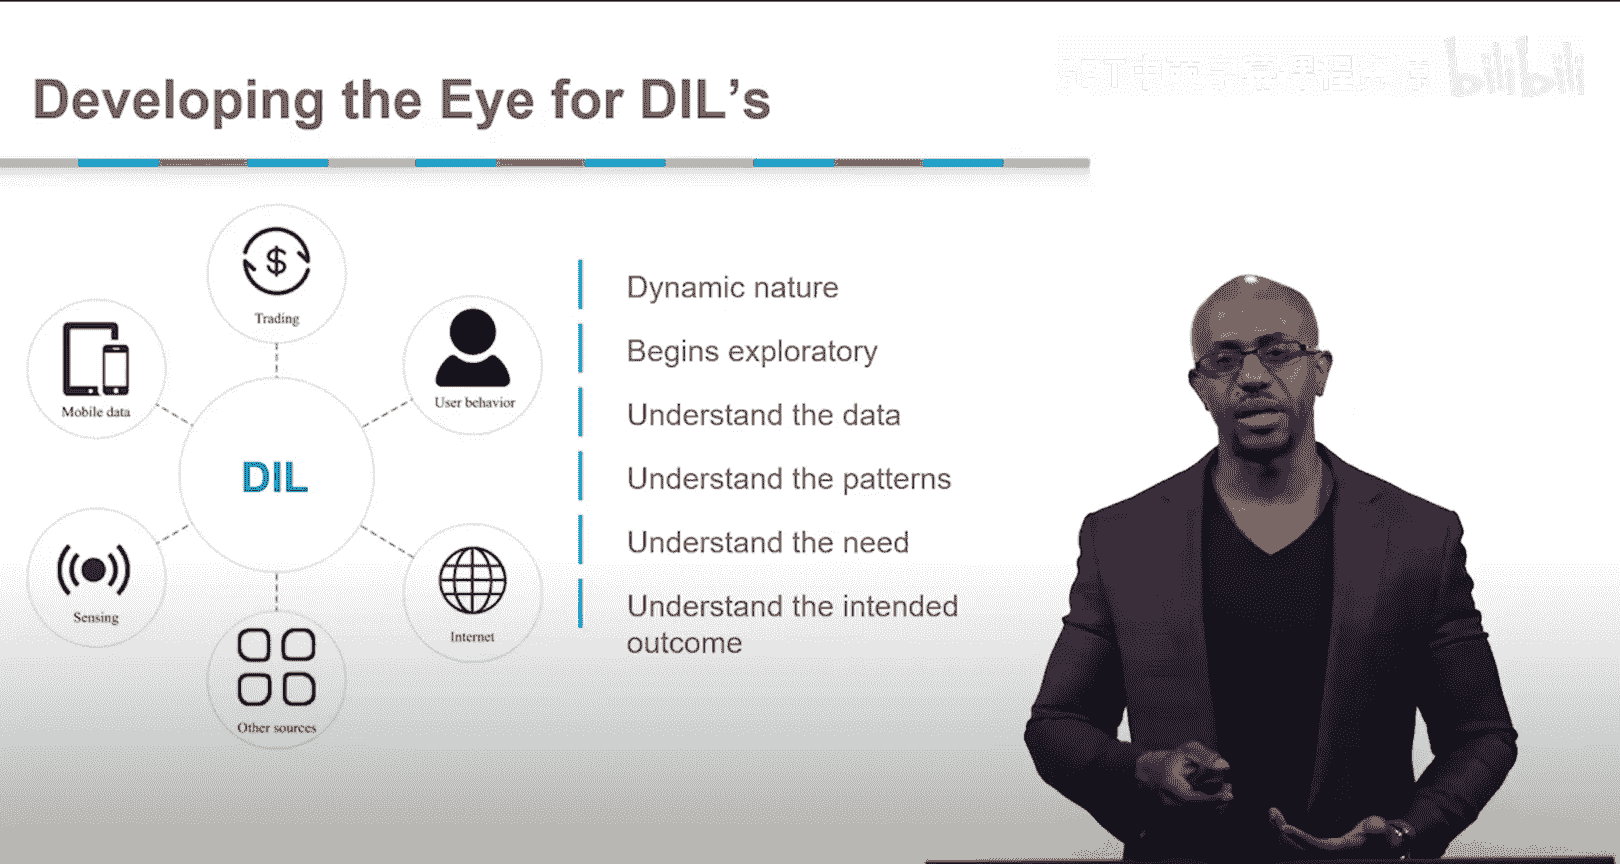 Developing the Eye for DIL's
bilibili
Trading
Mobile data
User behavior
DIL
Sensing
Internet
Other sources
Dynamic nature
Begins exploratory
Understand the data
Understand the patterns
Understand the need
Understand the intended
outcome